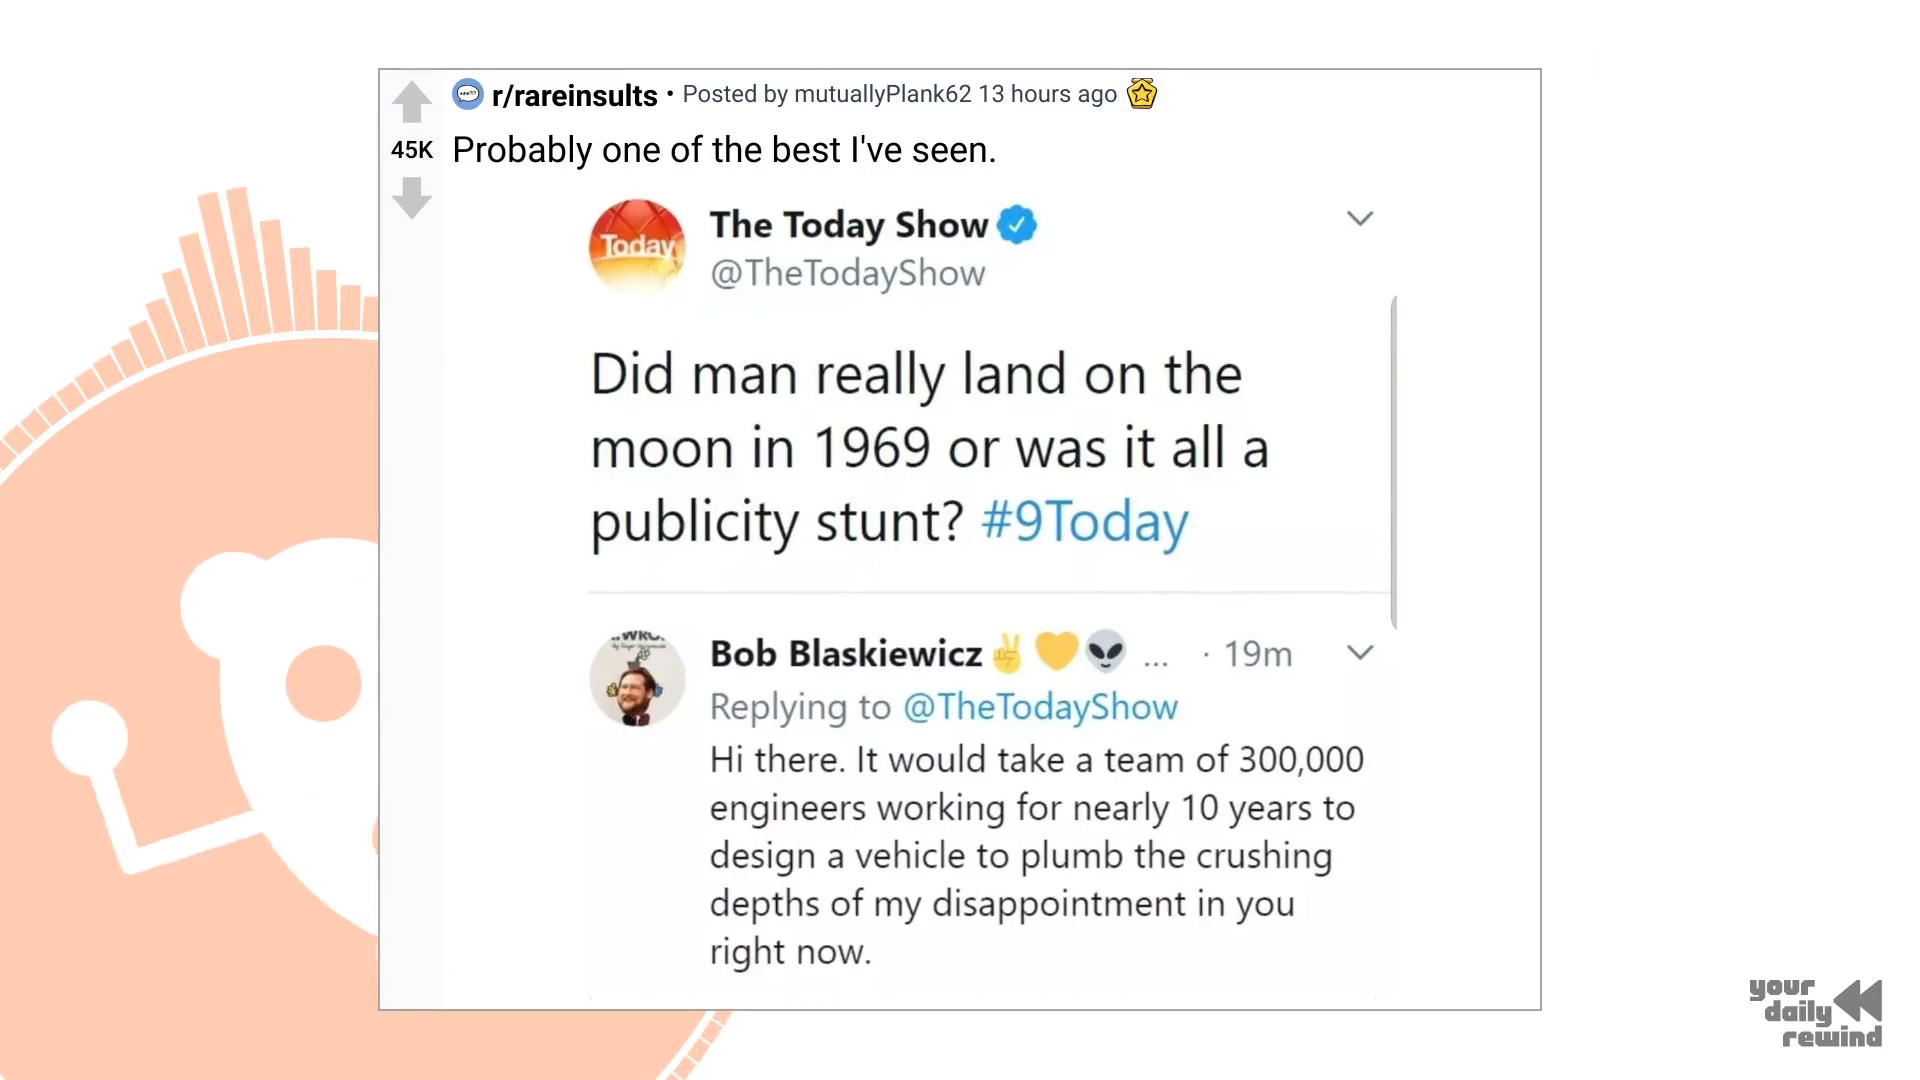 r/rareinsults • Posted by mutuallyPlank62 13 hours ago
45K Probably one of the best I've seen.
Today
The Today Show
@TheTodayShow
Did man really land on the
moon in 1969 or was it all a
publicity stunt? #9Today
Bob Blaskiewicz✌💛👽 ... · 19m
Replying to @TheTodayShow
Hi there. It would take a team of 300,000
engineers working for nearly 10 years to
design a vehicle to plumb the crushing
depths of my disappointment in you
right now.
your
daily
rewind